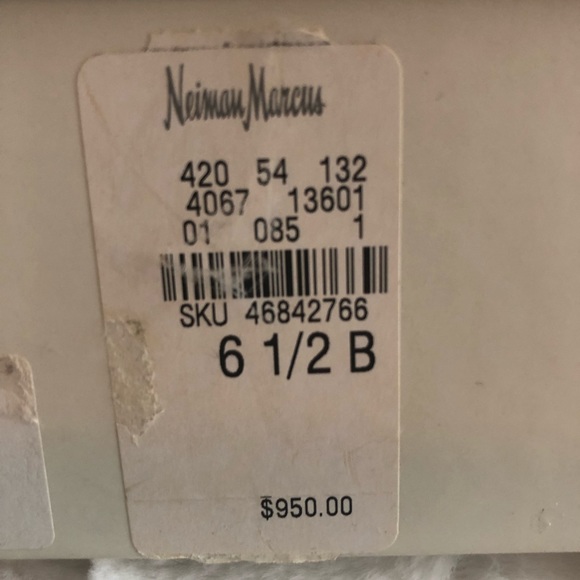 Neiman Marcus
420 54 132
4067 13601
01 085 1
SKU 46842766
6 1/2 B
$950.00